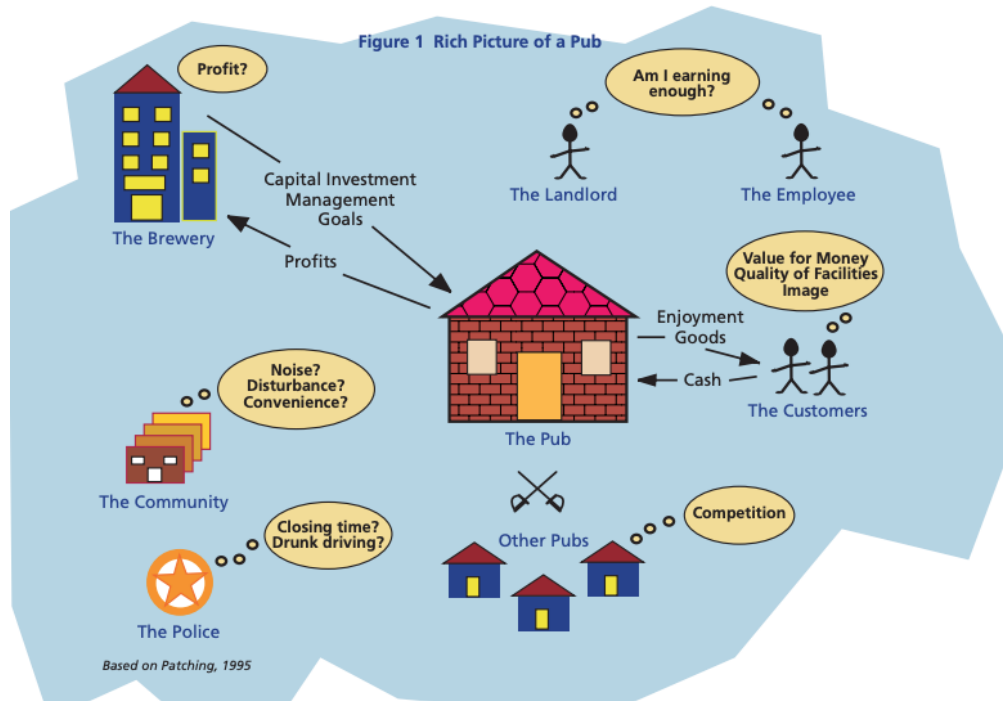 Figure 1 Rich Picture of a Pub
Profit?
Am I earning
enough?
The Landlord
The Employee
Capital Investment
Management
Goals
The Brewery
Profits
Value for Money
Quality of Facilities
Image
Enjoyment
Goods
Cash
The Customers
Noise?
Disturbance?
Convenience?
The Pub
The Community
Closing time?
Drunk driving?
Competition
Other Pubs
The Police
Based on Patching, 1995